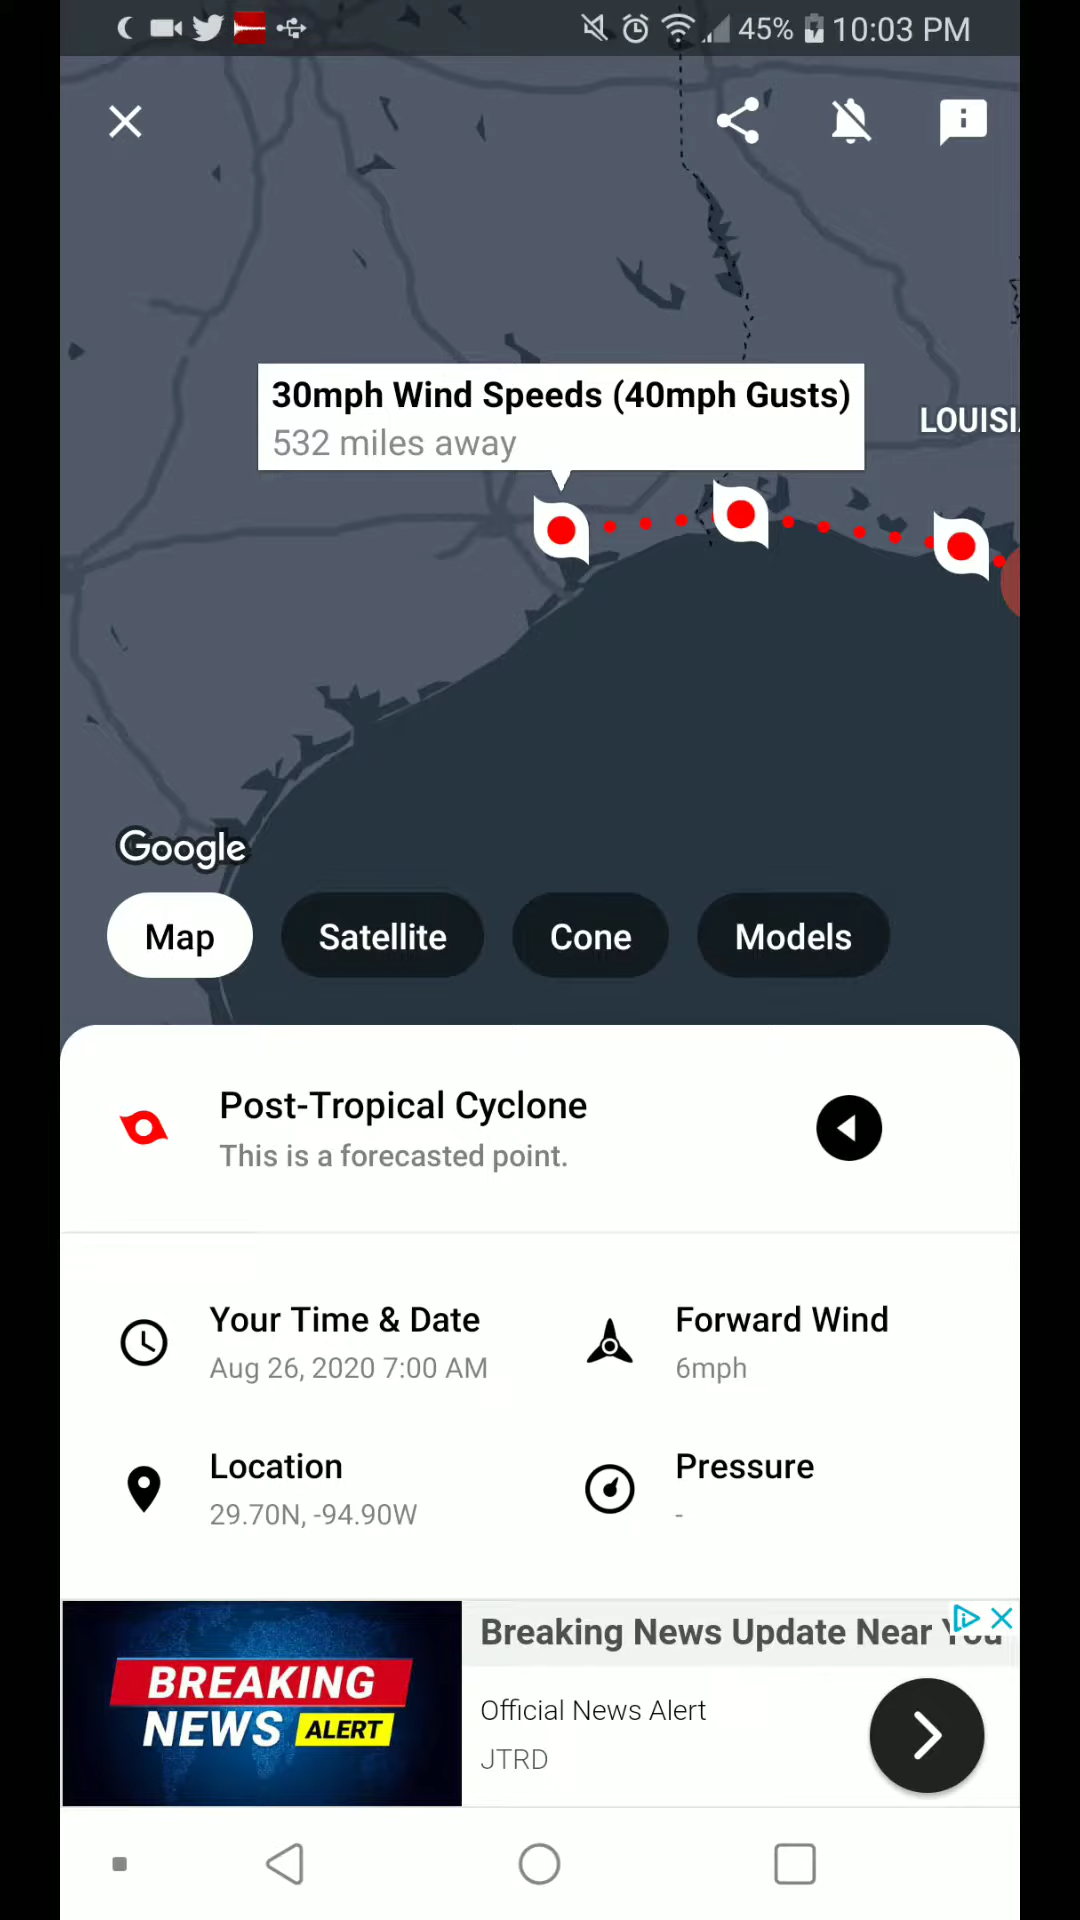 45% 10:03 PM
30mph Wind Speeds (40mph Gusts)
532 miles away
LOUISI
Google
Map Satellite Cone Models
Post-Tropical Cyclone
This is a forecasted point.
Your Time & Date
Aug 26, 2020 7:00 AM
Forward Wind
6mph
Location
29.70N, -94.90W
Pressure
-
BREAKING
NEWS ALERT
Breaking News Update Near You
Official News Alert
JTRD